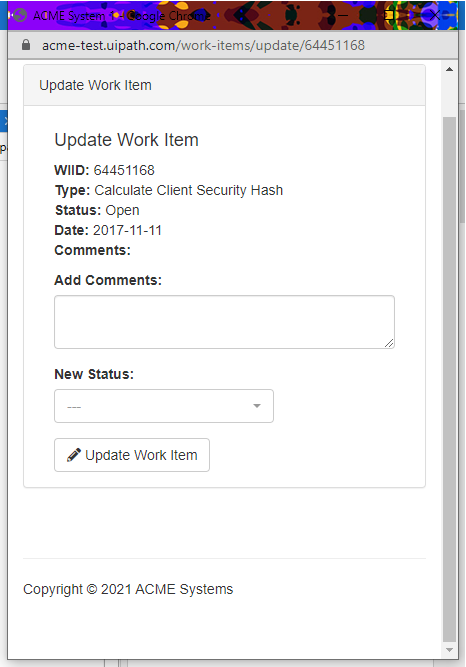 ACME System 1 - Google Chrome
acme-test.uipath.com/work-items/update/64451168
Update Work Item
Update Work Item
WIID: 64451168
Type: Calculate Client Security Hash
Status: Open
Date: 2017-11-11
Comments:
Add Comments:
New Status:
---
Update Work Item
Copyright © 2021 ACME Systems